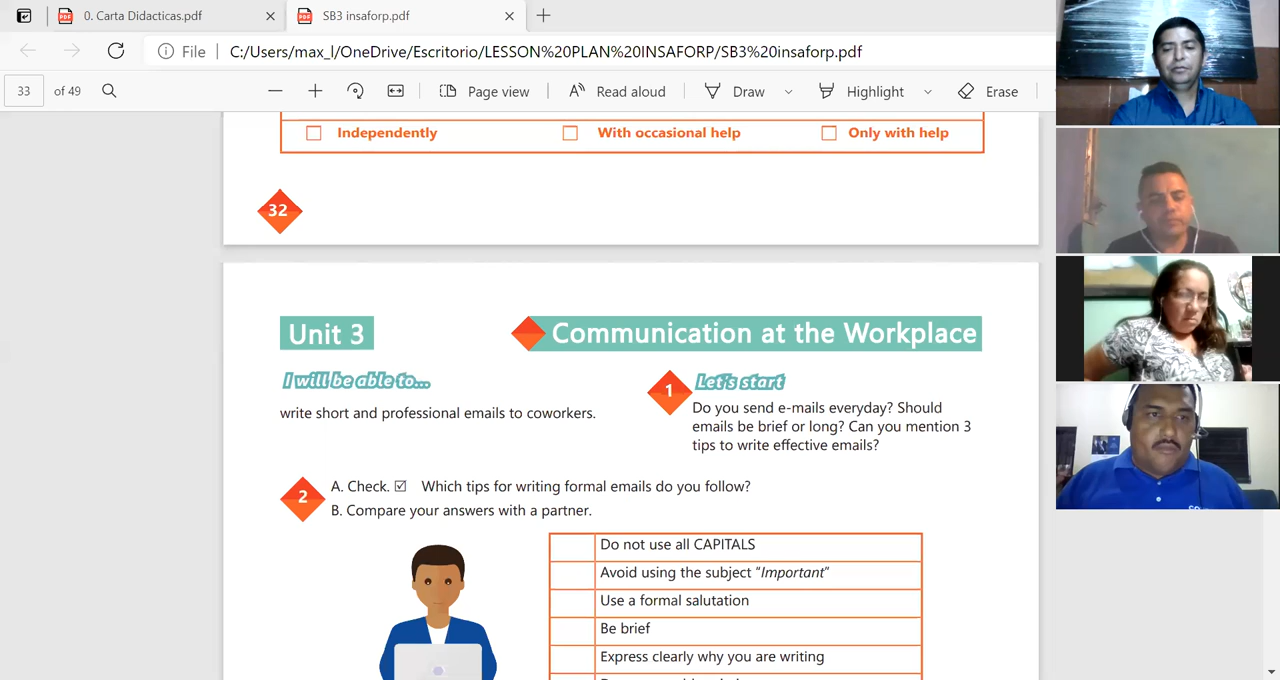 0. Carta Didacticas.pdf
SB3 insaforp.pdf
File
C:/Users/max_l/OneDrive/Escritorio/LESSON%20PLAN%20INSAFORP/SB3%20insaforp.pdf
33 of 49
Page view
Read aloud
Draw
Highlight
Erase
Independently
With occasional help
Only with help
32
Unit 3
Communication at the Workplace
I will be able to...
write short and professional emails to coworkers.
1
Let's start
Do you send e-mails everyday? Should
emails be brief or long? Can you mention 3
tips to write effective emails?
2
A. Check. ☑ Which tips for writing formal emails do you follow?
B. Compare your answers with a partner.
Do not use all CAPITALS
Avoid using the subject “Important”
Use a formal salutation
Be brief
Express clearly why you are writing